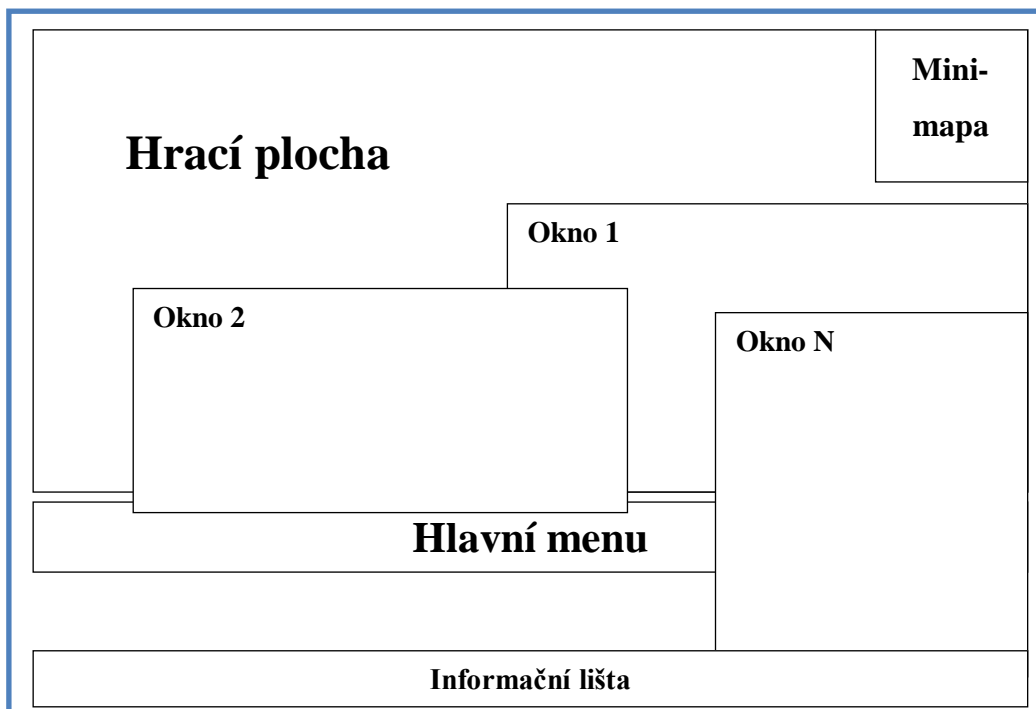 Mini-
mapa
Hrací plocha
Okno 1
Okno 2
Okno N
Hlavní menu
Informační lišta